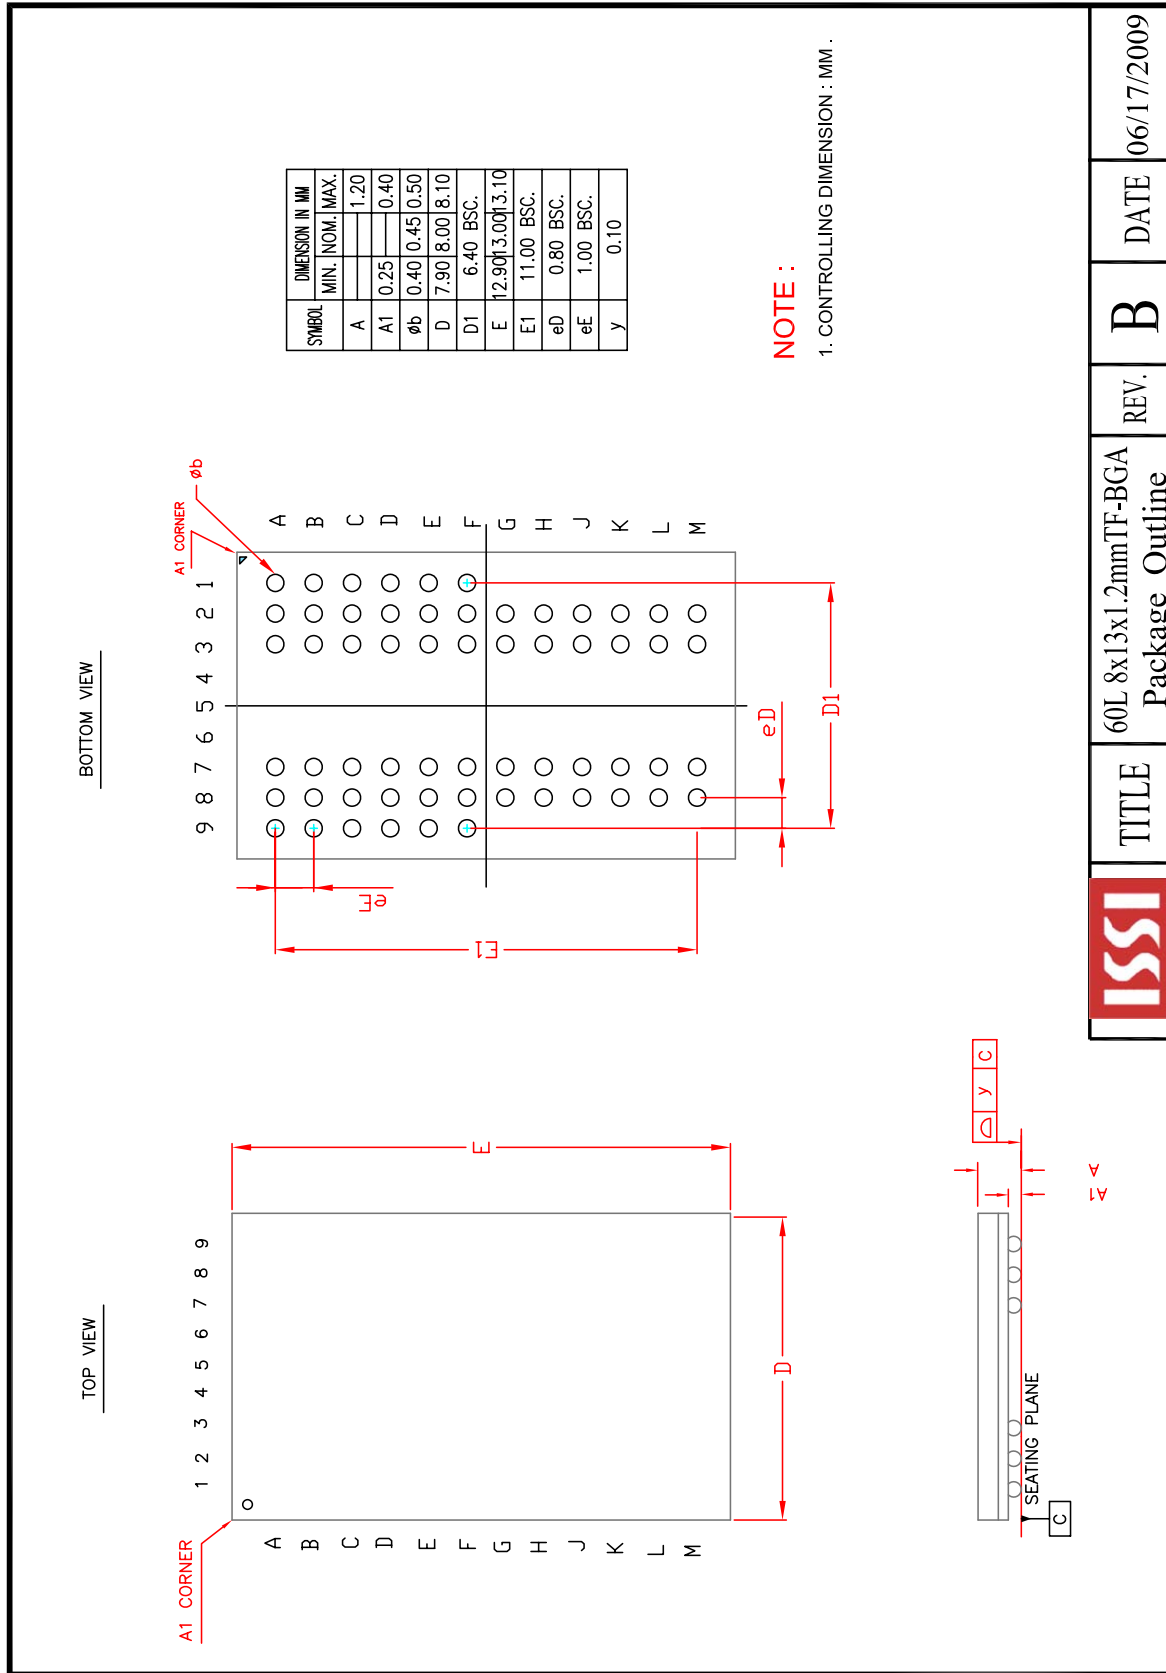 TOP VIEW
A1 CORNER
1 2 3 4 5 6 7 8 9
A
B
C
D
E
F
G
H
J
K
L
M
E
D
BOTTOM VIEW
A1 CORNER
øb
9 8 7 6 5 4 3 2 1
A
B
C
D
E
F
G
H
J
K
L
M
eE
E1
eD
D1
SYMBOL DIMENSION IN MM
MIN. NOM. MAX.
A 1.20
A1 0.25 0.40
øb 0.40 0.45 0.50
D 7.90 8.00 8.10
D1 6.40 BSC.
E 12.90 13.00 13.10
E1 11.00 BSC.
eD 0.80 BSC.
eE 1.00 BSC.
y 0.10
NOTE :
1. CONTROLLING DIMENSION : MM .
y C
A
A1
SEATING PLANE
C
ISSI
TITLE
60L 8x13x1.2mmTF-BGA
Package Outline
REV.
B
DATE
06/17/2009